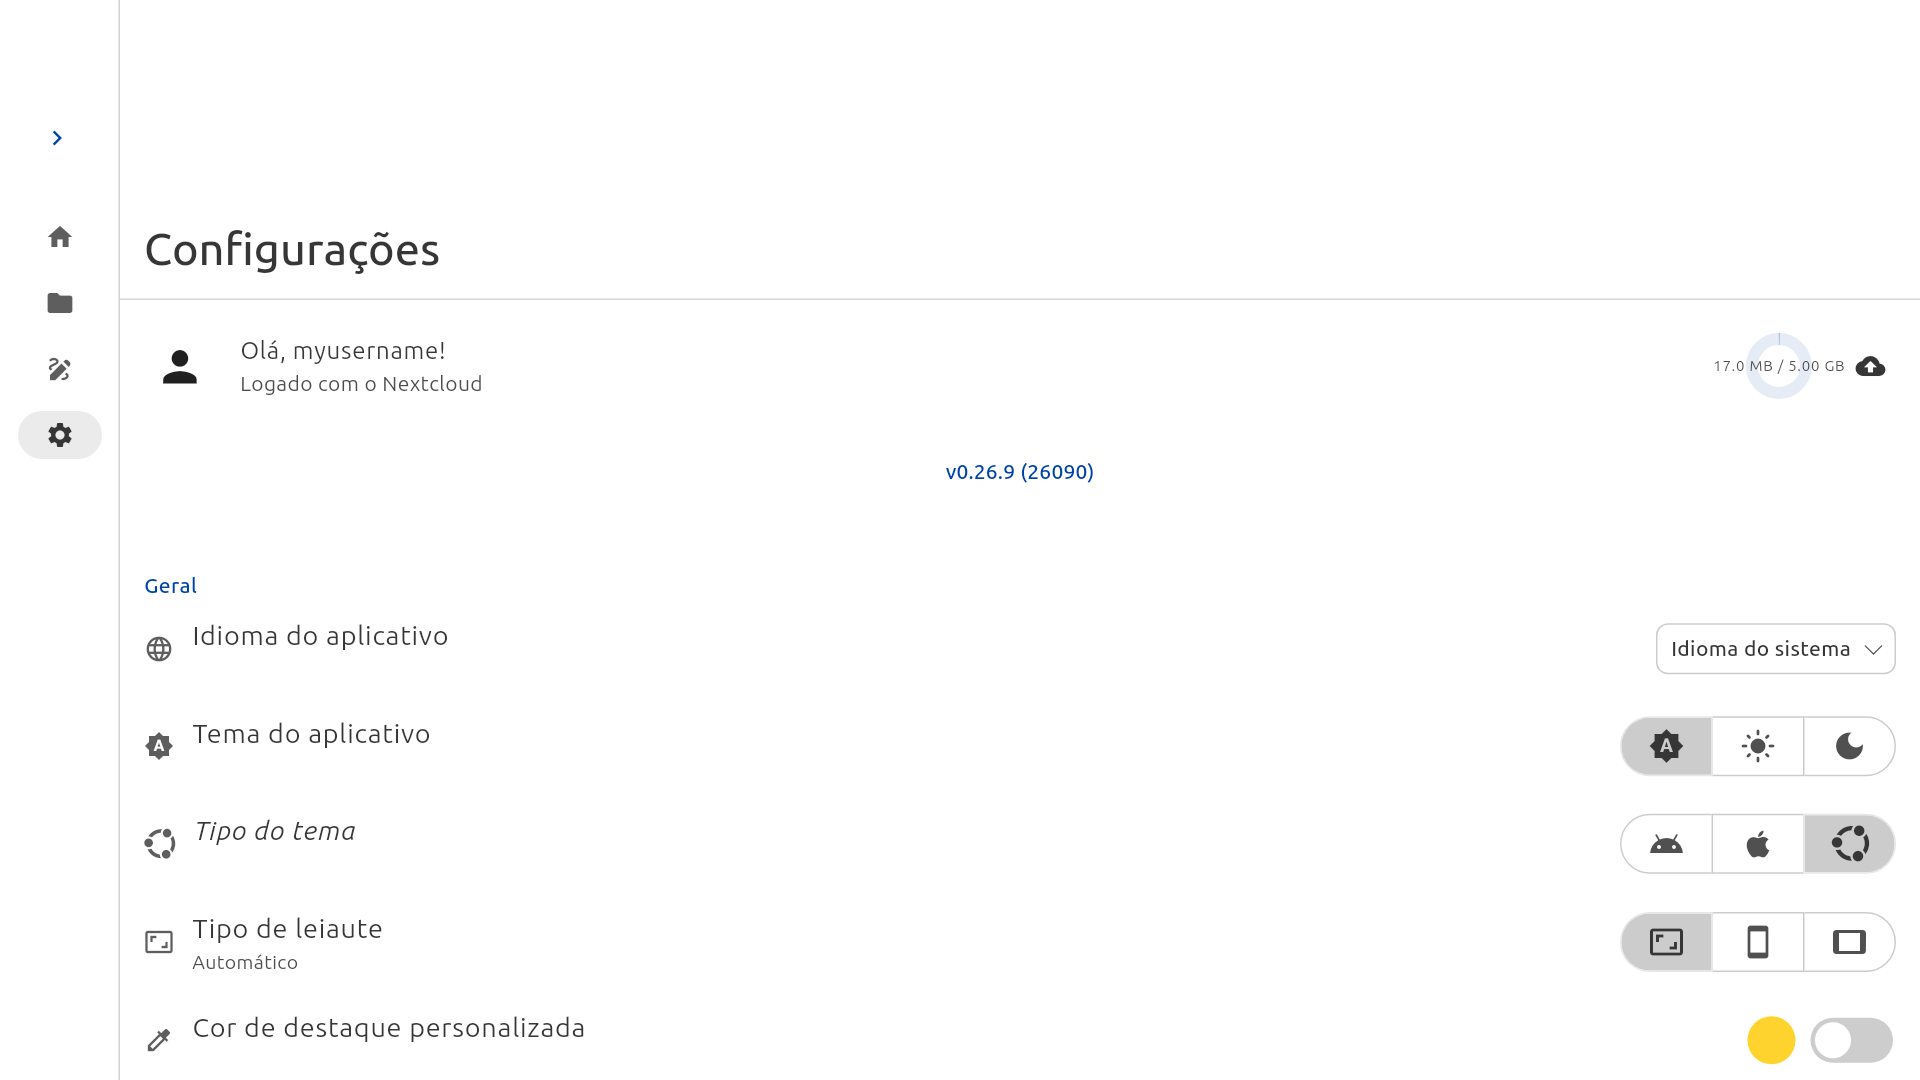 Configurações
Olá, myusername!
Logado com o Nextcloud
17.0 MB / 5.00 GB
v0.26.9 (26090)
Geral
Idioma do aplicativo
Idioma do sistema
Tema do aplicativo
Tipo do tema
Tipo de leiaute
Automático
Cor de destaque personalizada